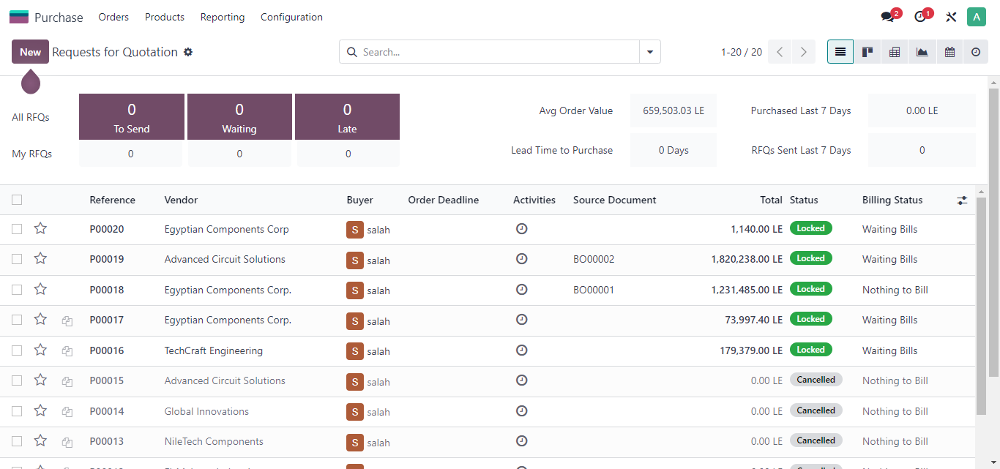 Purchase Orders Products Reporting Configuration 2 1 A
New Requests for Quotation Search... 1-20 / 20
All RFQs 0 To Send 0 Waiting 0 Late
Avg Order Value 659,503.03 LE Purchased Last 7 Days 0.00 LE
My RFQs 0 0 0
Lead Time to Purchase 0 Days RFQs Sent Last 7 Days 0
Reference Vendor Buyer Order Deadline Activities Source Document Total Status Billing Status
P00020 Egyptian Components Corp S salah 1,140.00 LE Locked Waiting Bills
P00019 Advanced Circuit Solutions S salah BO00002 1,820,238.00 LE Locked Waiting Bills
P00018 Egyptian Components Corp. S salah BO00001 1,231,485.00 LE Locked Nothing to Bill
P00017 Egyptian Components Corp. S salah 73,997.40 LE Locked Waiting Bills
P00016 TechCraft Engineering S salah 179,379.00 LE Locked Waiting Bills
P00015 Advanced Circuit Solutions S salah 0.00 LE Cancelled Nothing to Bill
P00014 Global Innovations S salah 0.00 LE Cancelled Nothing to Bill
P00013 NileTech Components S salah 0.00 LE Cancelled Nothing to Bill